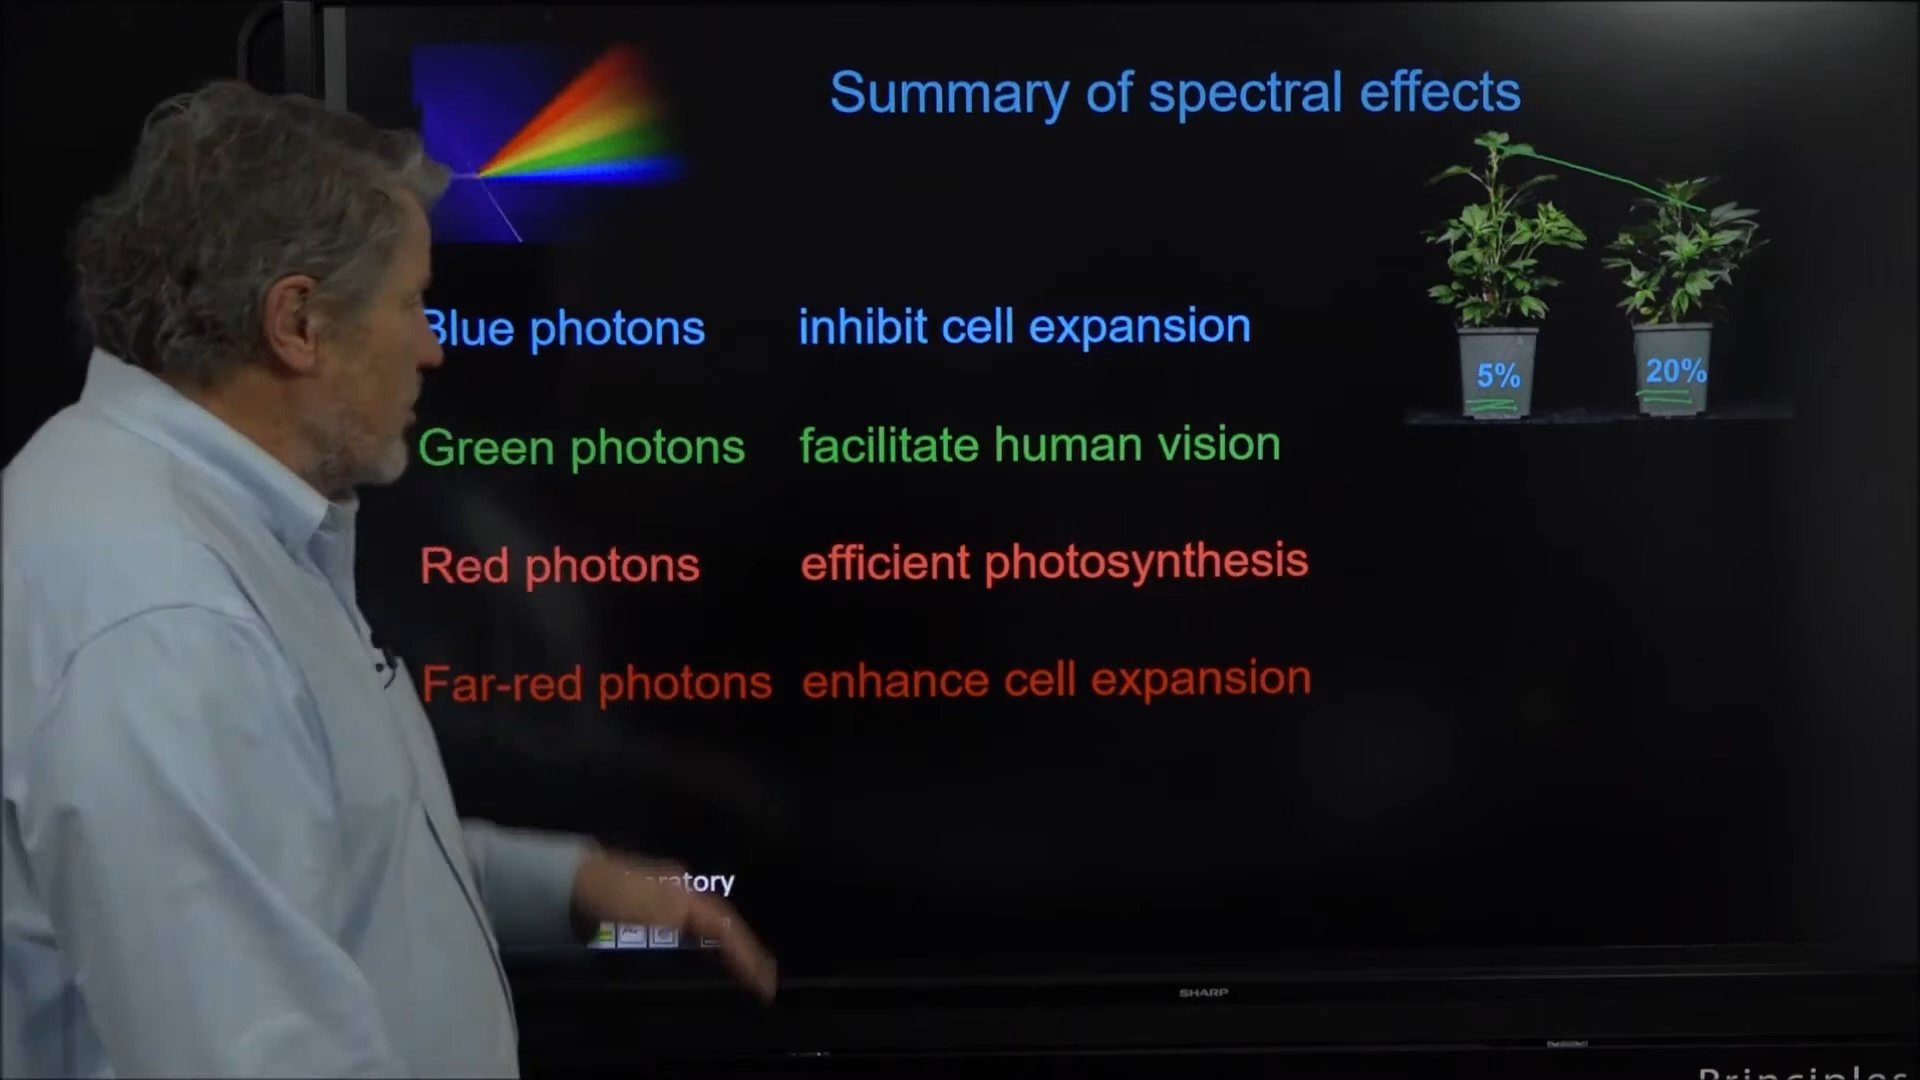 Summary of spectral effects
Blue photons inhibit cell expansion
5%
20%
Green photons facilitate human vision
Red photons efficient photosynthesis
Far-red photons enhance cell expansion
SHARP
Principles